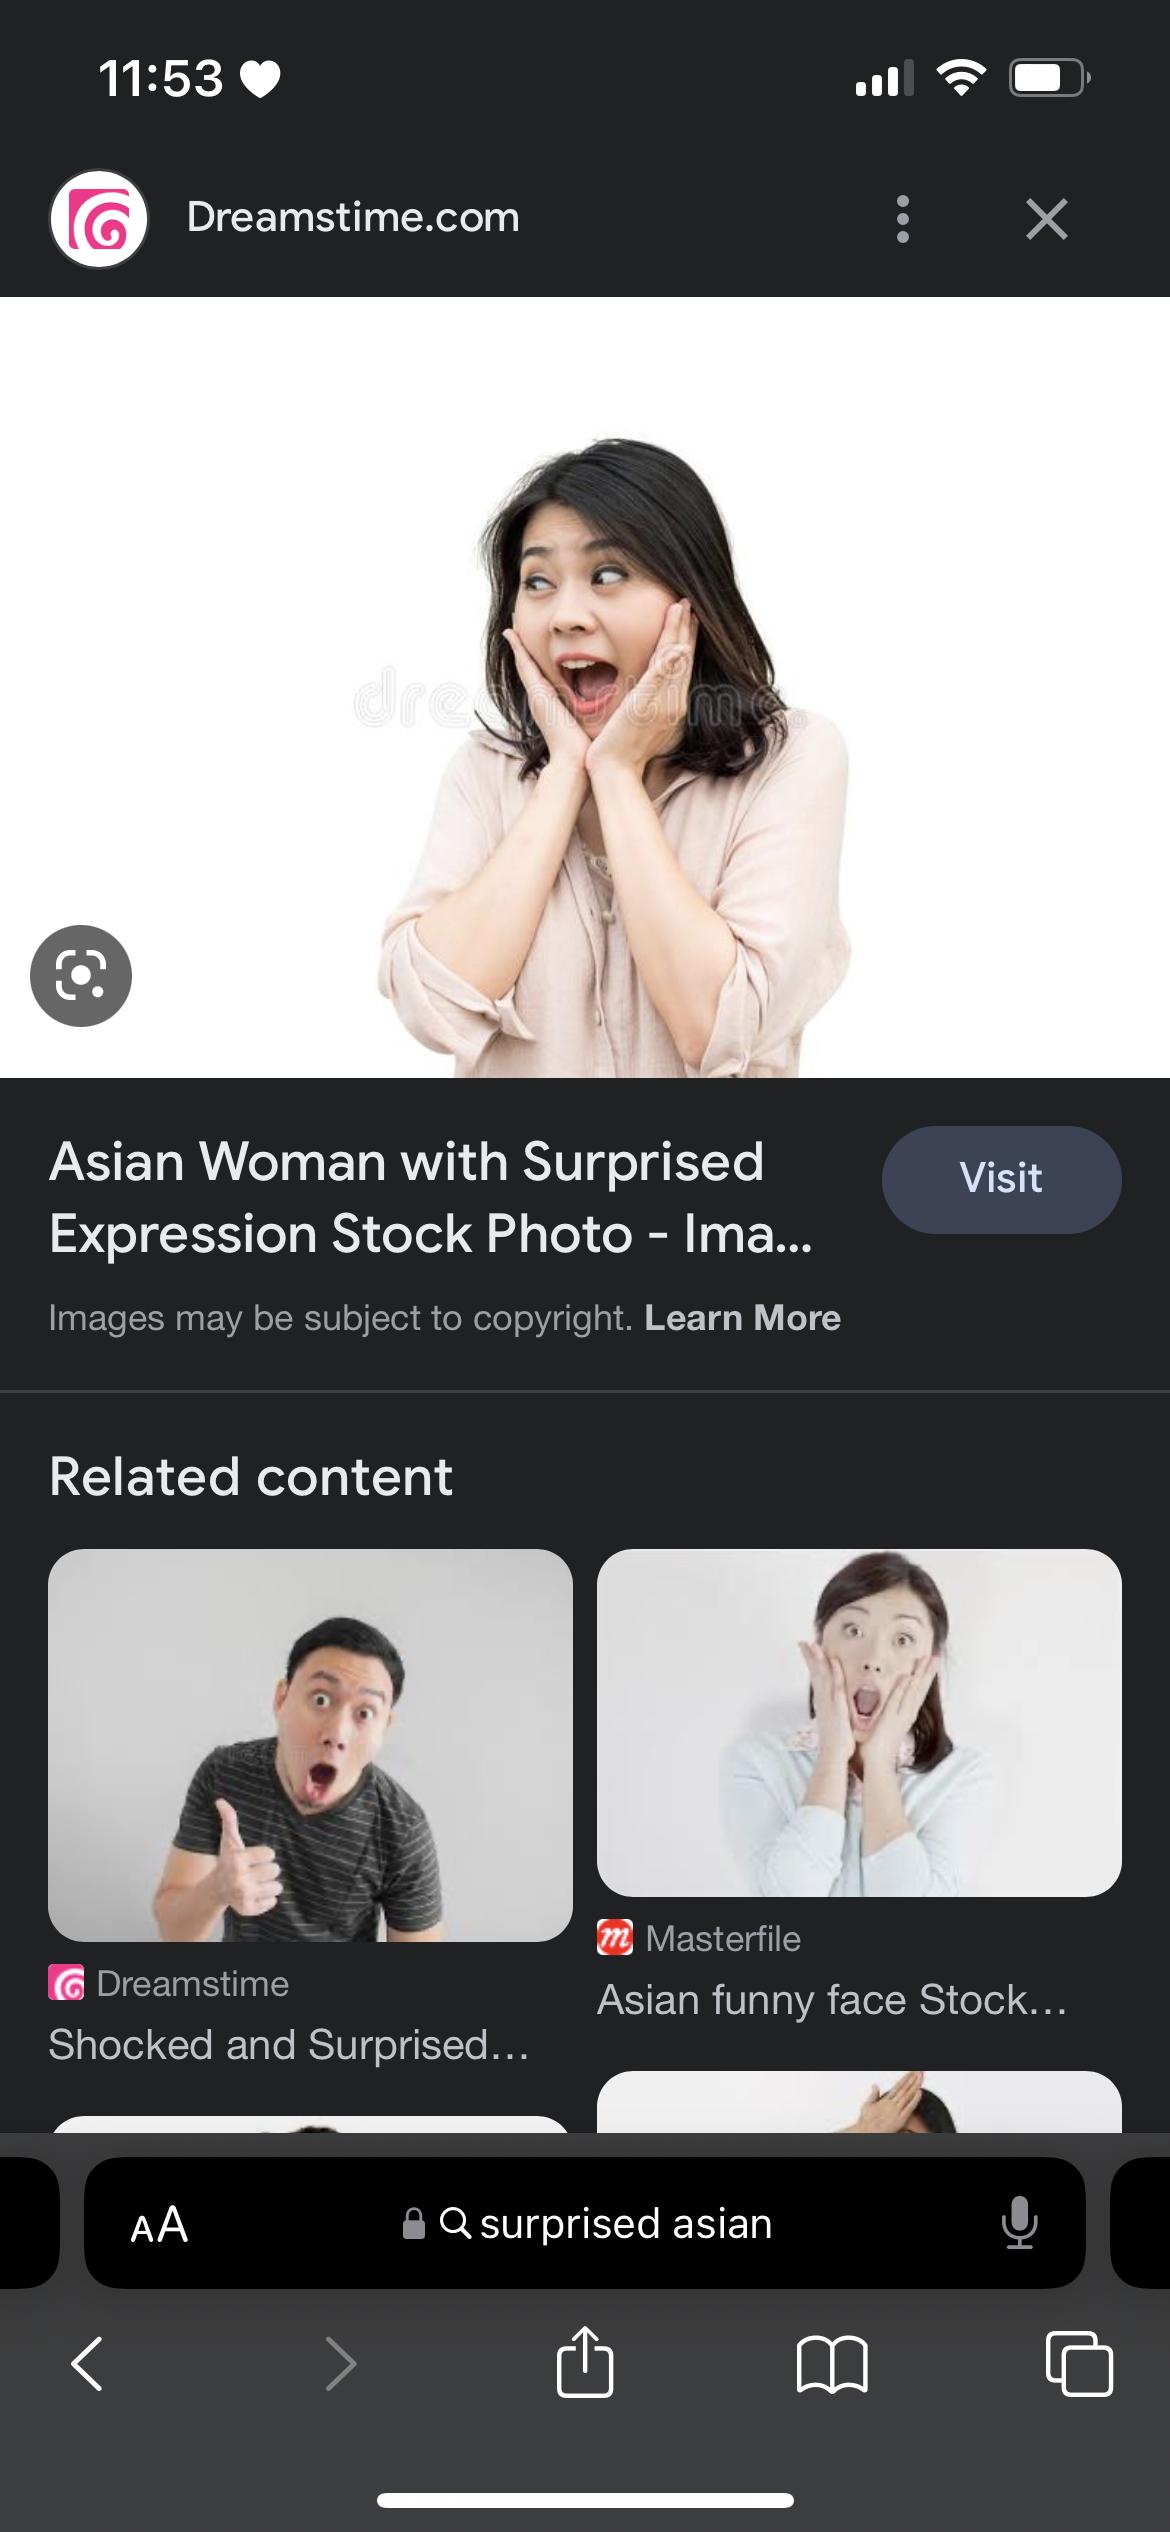 11:53
Dreamstime.com
dreamstime
Asian Woman with Surprised
Expression Stock Photo - Ima...
Visit
Images may be subject to copyright. Learn More
Related content
Dreamstime
Shocked and Surprised...
m Masterfile
Asian funny face Stock...
AA
surprised asian